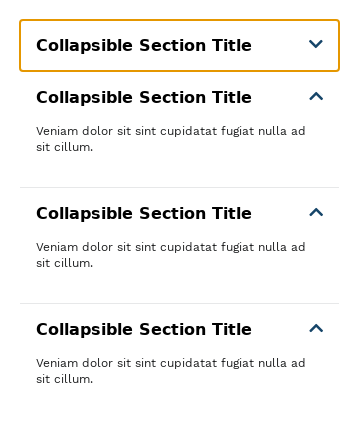 Collapsible Section Title
Collapsible Section Title
Veniam dolor sit sint cupidatat fugiat nulla ad
sit cillum.
Collapsible Section Title
Veniam dolor sit sint cupidatat fugiat nulla ad
sit cillum.
Collapsible Section Title
Veniam dolor sit sint cupidatat fugiat nulla ad
sit cillum.